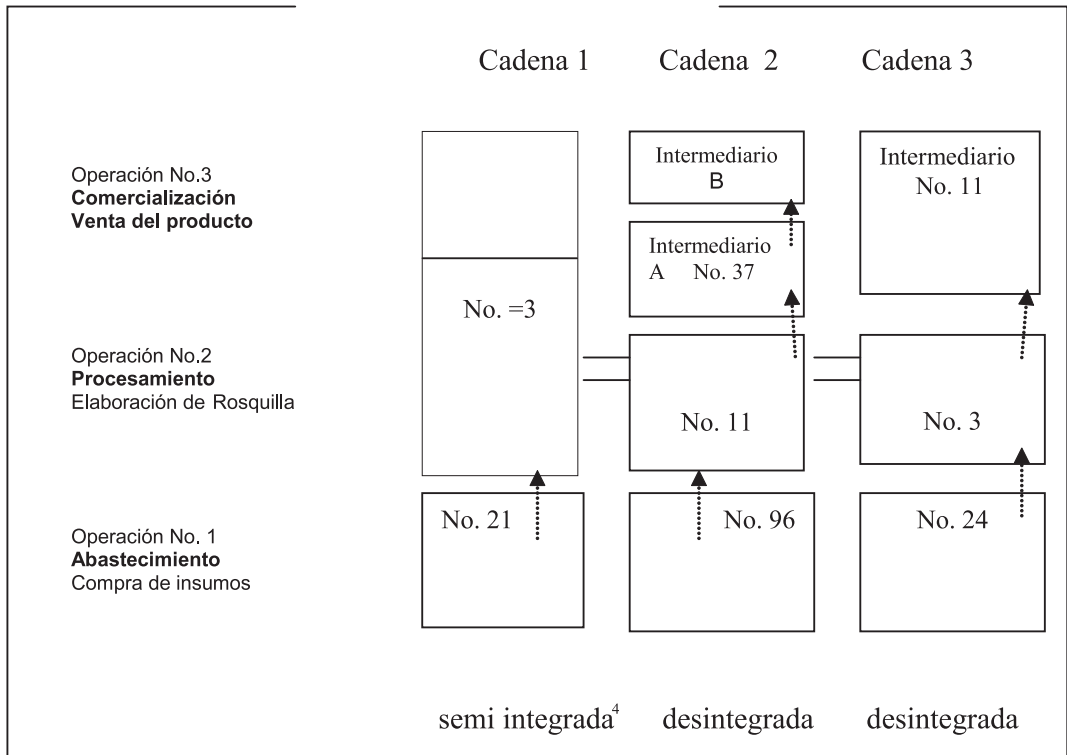 Cadena 1 Cadena 2 Cadena 3
Operación No.3
Comercialización
Venta del producto
Intermediario
B
Intermediario
A No. 37
Intermediario
No. 11
Operación No.2
Procesamiento
Elaboración de Rosquilla
No. =3
No. 11
No. 3
Operación No. 1
Abastecimiento
Compra de insumos
No. 21
No. 96
No. 24
semi integrada4 desintegrada desintegrada